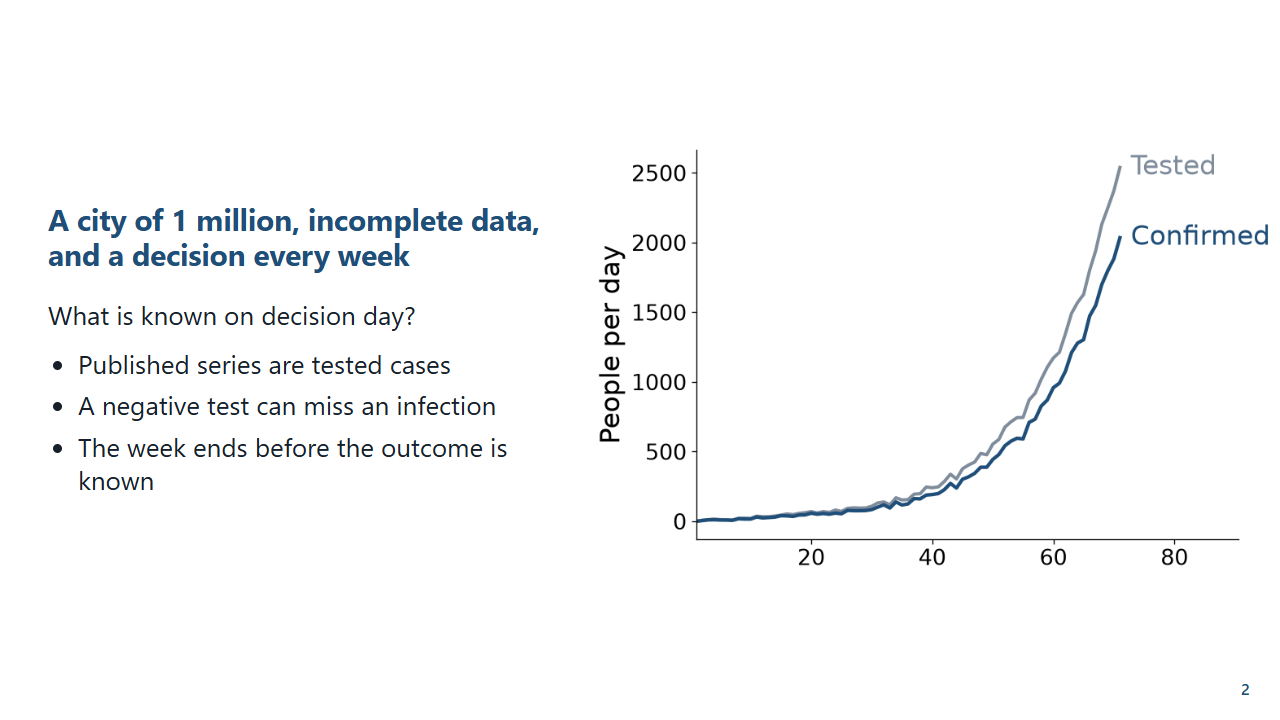 A city of 1 million, incomplete data,
and a decision every week
What is known on decision day?
• Published series are tested cases
• A negative test can miss an infection
• The week ends before the outcome is
known
People per day
2500
2000
1500
1000
500
0
20
40
60
80
Tested
Confirmed
2